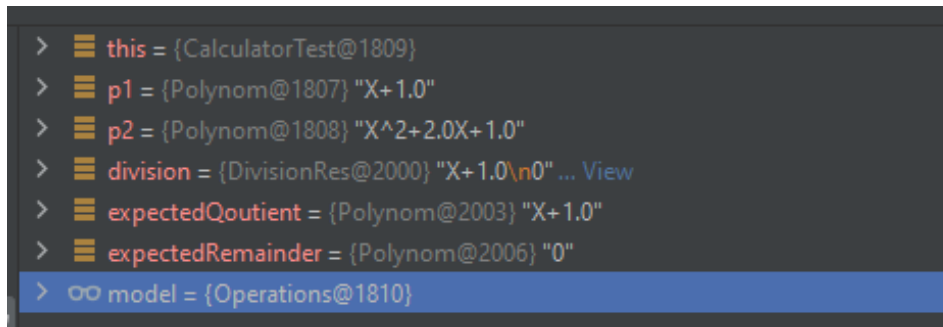 this = {CalculatorTest@1809}
p1 = {Polynom@1807} "X+1.0"
p2 = {Polynom@1808} "X^2+2.0X+1.0"
division = {DivisionRes@2000} "X+1.0\n0" ... View
expectedQoutient = {Polynom@2003} "X+1.0"
expectedRemainder = {Polynom@2006} "0"
model = {Operations@1810}